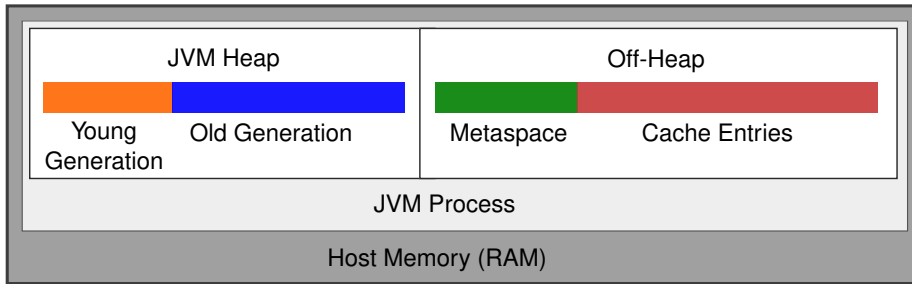 JVM Heap
Off-Heap
Young
Generation
Old Generation
Metaspace
Cache Entries
JVM Process
Host Memory (RAM)